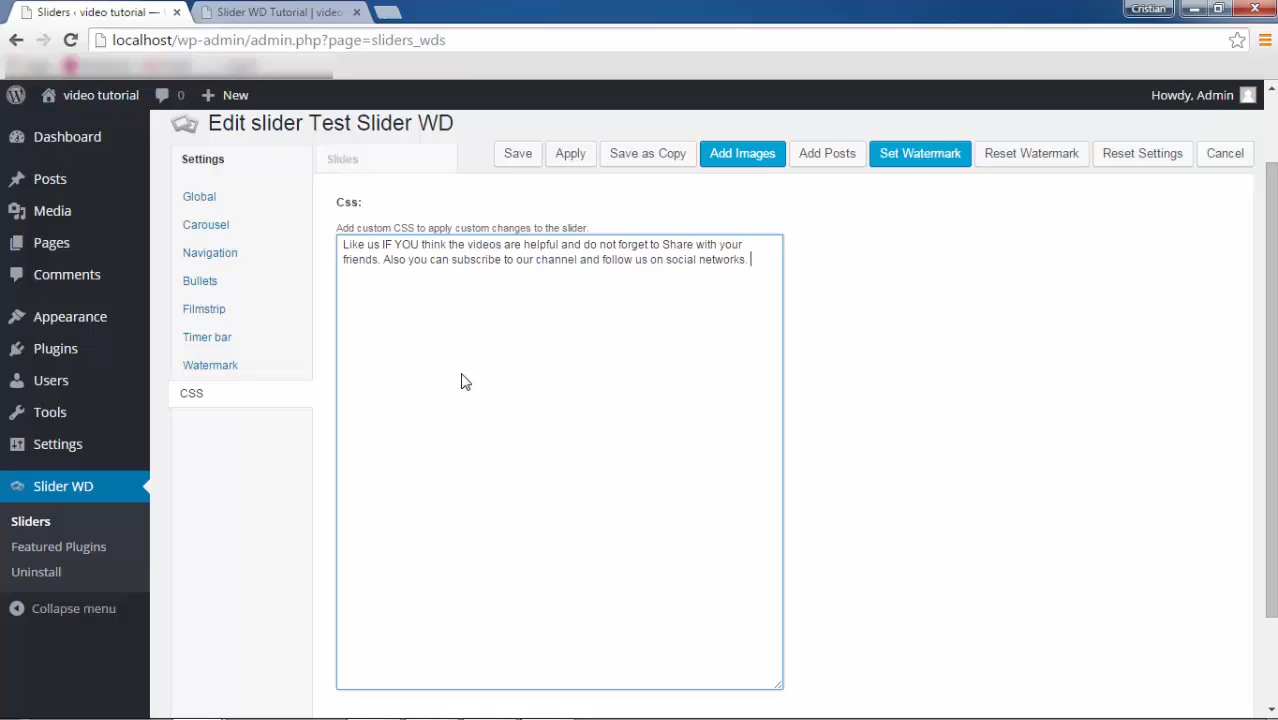 Sliders ‹ video tutorial —
Slider WD Tutorial | video
Cristian
localhost/wp-admin/admin.php?page=sliders_wds
video tutorial
0
New
Howdy, Admin
Dashboard
Posts
Media
Pages
Comments
Appearance
Plugins
Users
Tools
Settings
Slider WD
Sliders
Featured Plugins
Uninstall
Collapse menu
Edit slider Test Slider WD
Settings
Slides
Save
Apply
Save as Copy
Add Images
Add Posts
Set Watermark
Reset Watermark
Reset Settings
Cancel
Global
Carousel
Navigation
Bullets
Filmstrip
Timer bar
Watermark
CSS
Css:
Add custom CSS to apply custom changes to the slider.
Like us IF YOU think the videos are helpful and do not forget to Share with your
friends. Also you can subscribe to our channel and follow us on social networks.